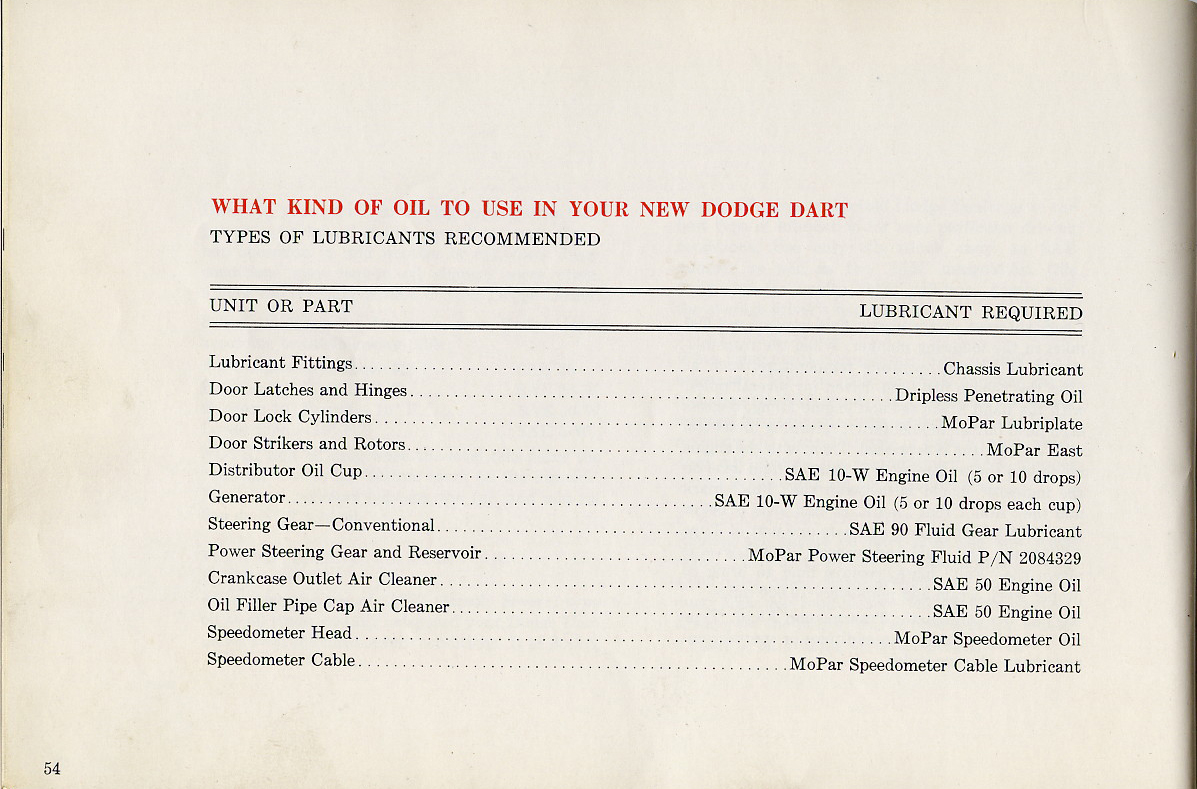 WHAT KIND OF OIL TO USE IN YOUR NEW DODGE DART
TYPES OF LUBRICANTS RECOMMENDED
UNIT OR PART LUBRICANT REQUIRED
Lubricant Fittings Chassis Lubricant
Door Latches and Hinges Dripless Penetrating Oil
Door Lock Cylinders MoPar Lubriplate
Door Strikers and Rotors MoPar East
Distributor Oil Cup SAE 10-W Engine Oil (5 or 10 drops)
Generator SAE 10-W Engine Oil (5 or 10 drops each cup)
Steering Gear—Conventional SAE 90 Fluid Gear Lubricant
Power Steering Gear and Reservoir MoPar Power Steering Fluid P/N 2084329
Crankcase Outlet Air Cleaner SAE 50 Engine Oil
Oil Filler Pipe Cap Air Cleaner SAE 50 Engine Oil
Speedometer Head MoPar Speedometer Oil
Speedometer Cable MoPar Speedometer Cable Lubricant
54